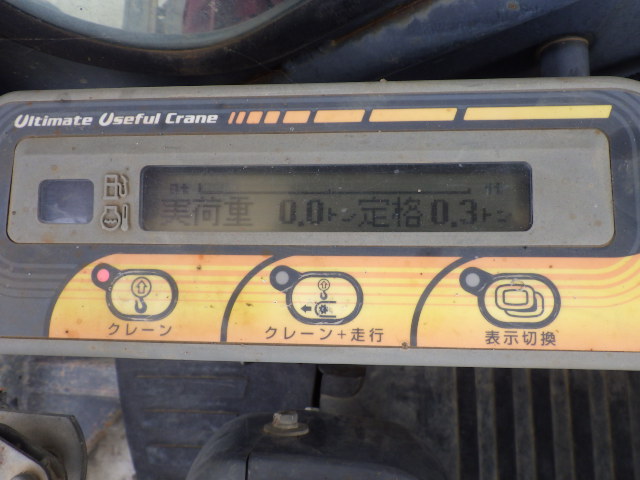 Ultimate Useful Crane
実荷重 0.0トン 定格 0.3トン
クレーン
クレーン+走行
表示切換